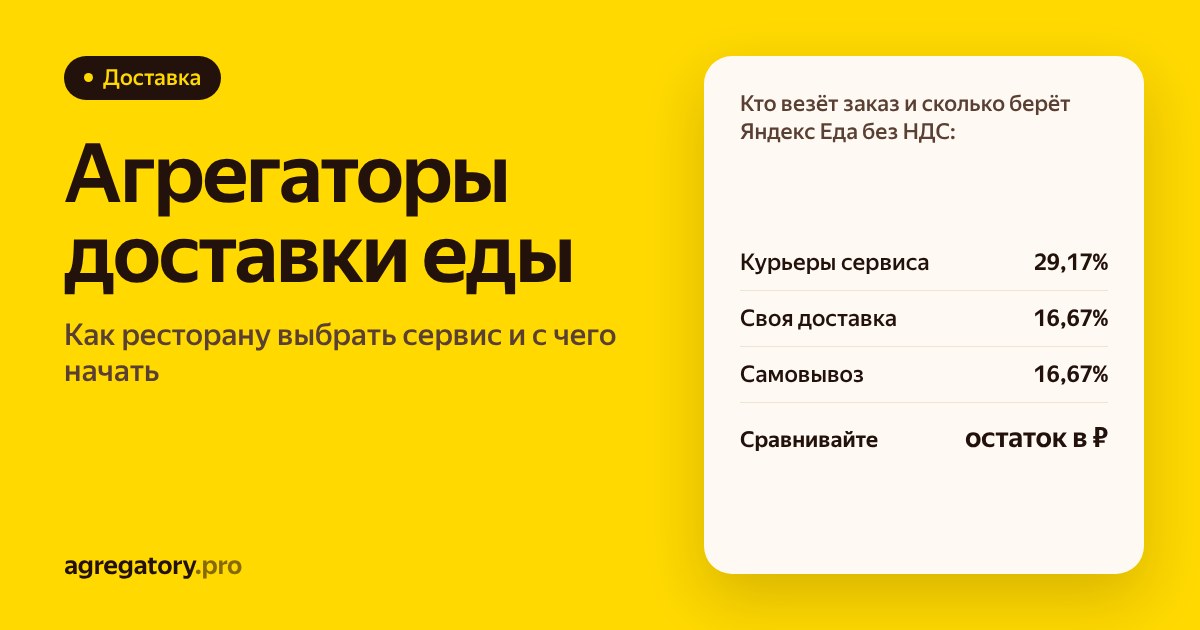 Доставка
Агрегаторы
доставки еды
Как ресторану выбрать сервис и с чего
начать
agregatory.pro
Кто везёт заказ и сколько берёт
Яндекс Еда без НДС:
Курьеры сервиса 29,17%
Своя доставка 16,67%
Самовывоз 16,67%
Сравнивайте остаток в ₽